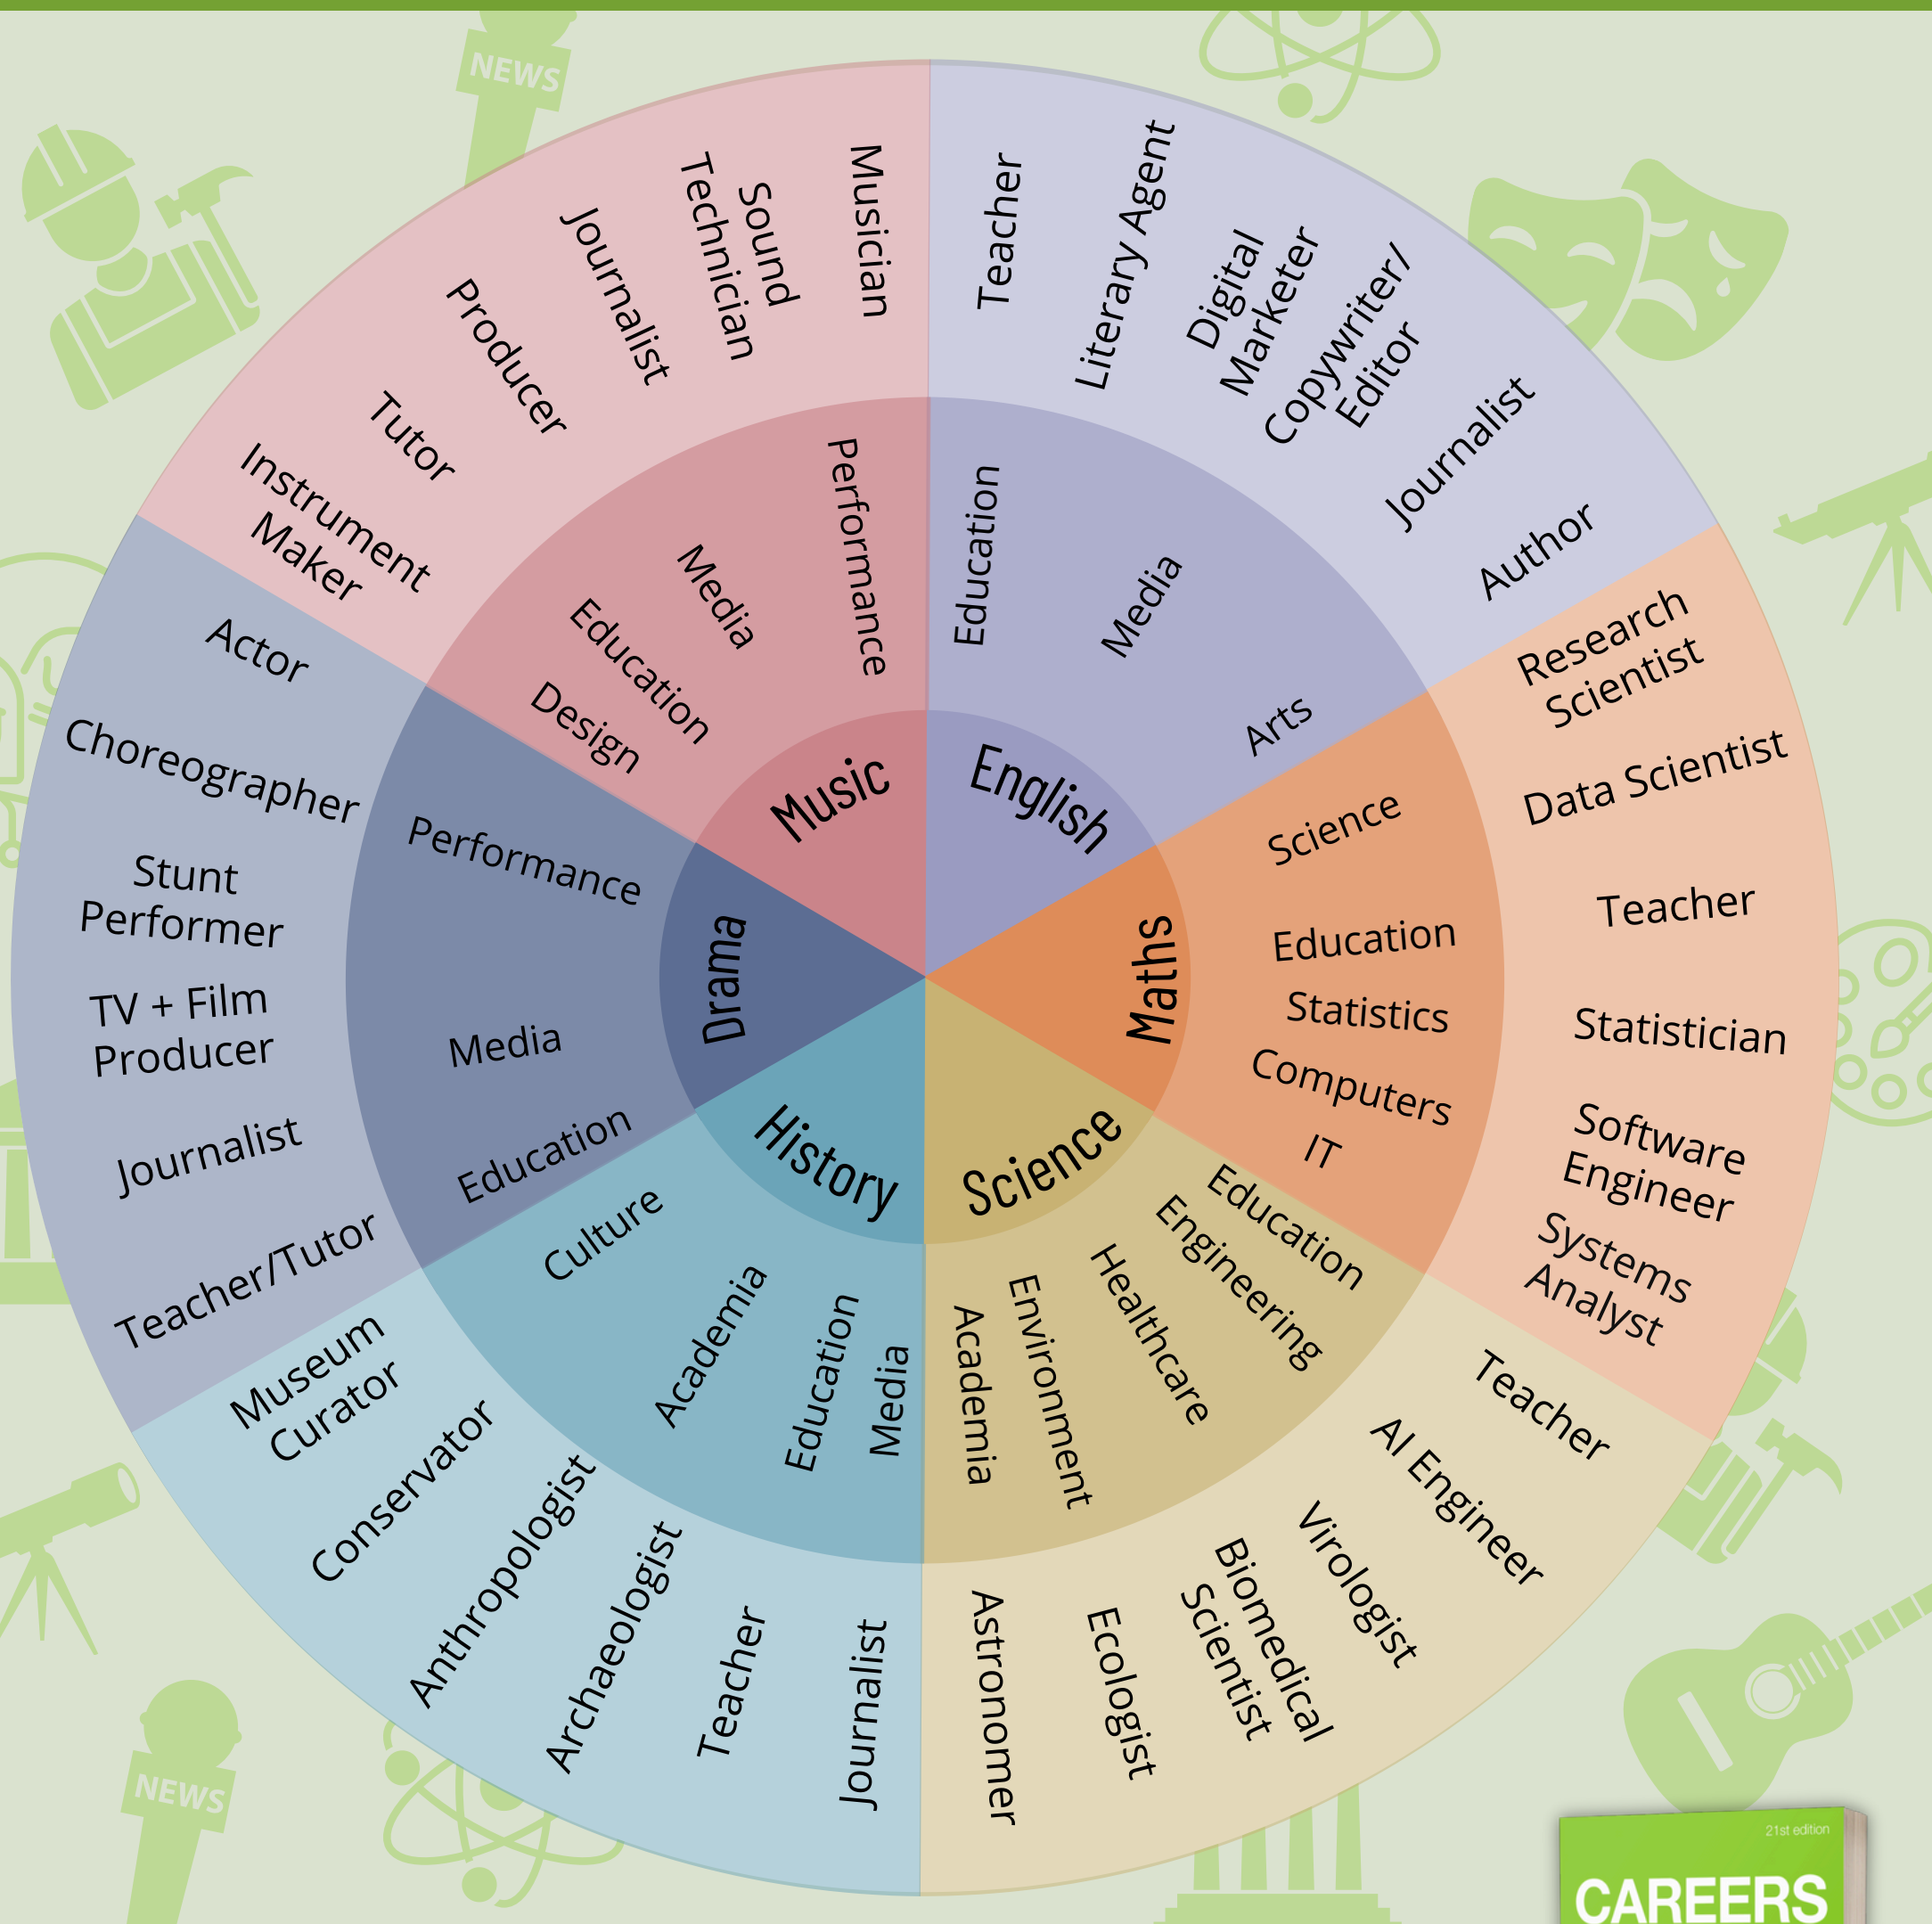 NEWS
Music
Performance
Media
Education
Design
Musician
Sound
Technician
Journalist
Producer
Tutor
Instrument
Maker
English
Education
Media
Arts
Teacher
Literary Agent
Digital
Marketer
Copywriter/
Editor
Journalist
Author
Maths
Science
Education
Statistics
Computers
IT
Research
Scientist
Data Scientist
Teacher
Statistician
Software
Engineer
Systems
Analyst
Science
Education
Engineering
Healthcare
Environment
Academia
Teacher
AI Engineer
Virologist
Biomedical
Scientist
Ecologist
Astronomer
History
Culture
Academia
Education
Media
Museum
Curator
Conservator
Anthropologist
Archaeologist
Teacher
Journalist
Drama
Performance
Media
Education
Actor
Choreographer
Stunt
Performer
TV + Film
Producer
Journalist
Teacher/Tutor
NEWS
21st edition
CAREERS